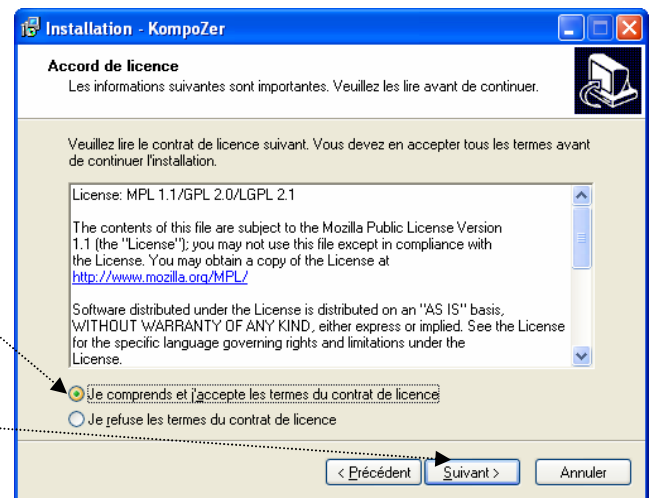 Installation - KompoZer
Accord de licence
Les informations suivantes sont importantes. Veuillez les lire avant de continuer.
Veuillez lire le contrat de licence suivant. Vous devez en accepter tous les termes avant
de continuer l'installation.
License: MPL 1.1/GPL 2.0/LGPL 2.1
The contents of this file are subject to the Mozilla Public License Version
1.1 (the "License"); you may not use this file except in compliance with
the License. You may obtain a copy of the License at
http://www.mozilla.org/MPL/
Software distributed under the License is distributed on an "AS IS" basis,
WITHOUT WARRANTY OF ANY KIND, either express or implied. See the License
for the specific language governing rights and limitations under the
License.
Je comprends et j'accepte les termes du contrat de licence
Je refuse les termes du contrat de licence
< Précédent Suivant > Annuler